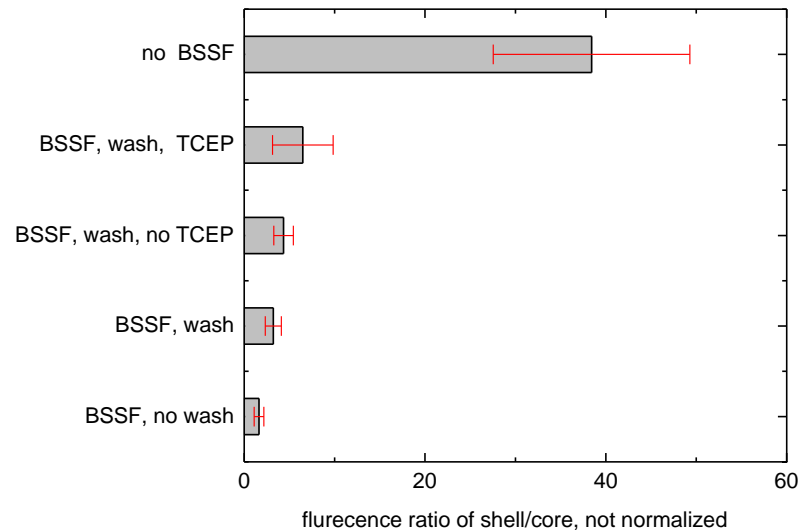 no BSSF
BSSF, wash, TCEP
BSSF, wash, no TCEP
BSSF, wash
BSSF, no wash
0 20 40 60
flurecence ratio of shell/core, not normalized